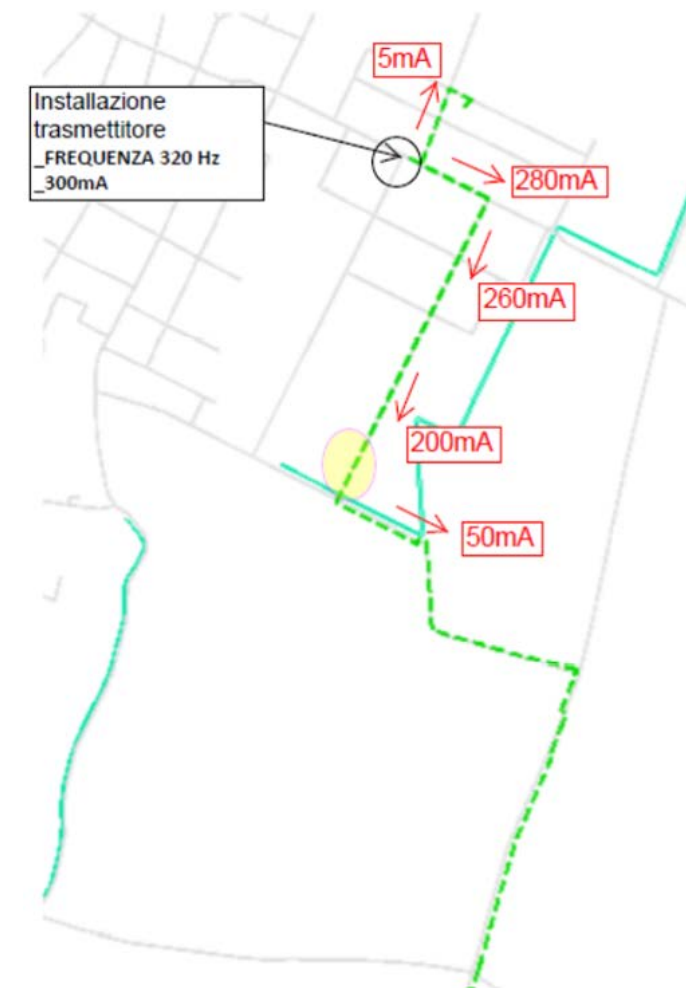 5mA
Installazione
trasmettitore
_FREQUENZA 320 Hz
_300mA
280mA
260mA
200mA
50mA